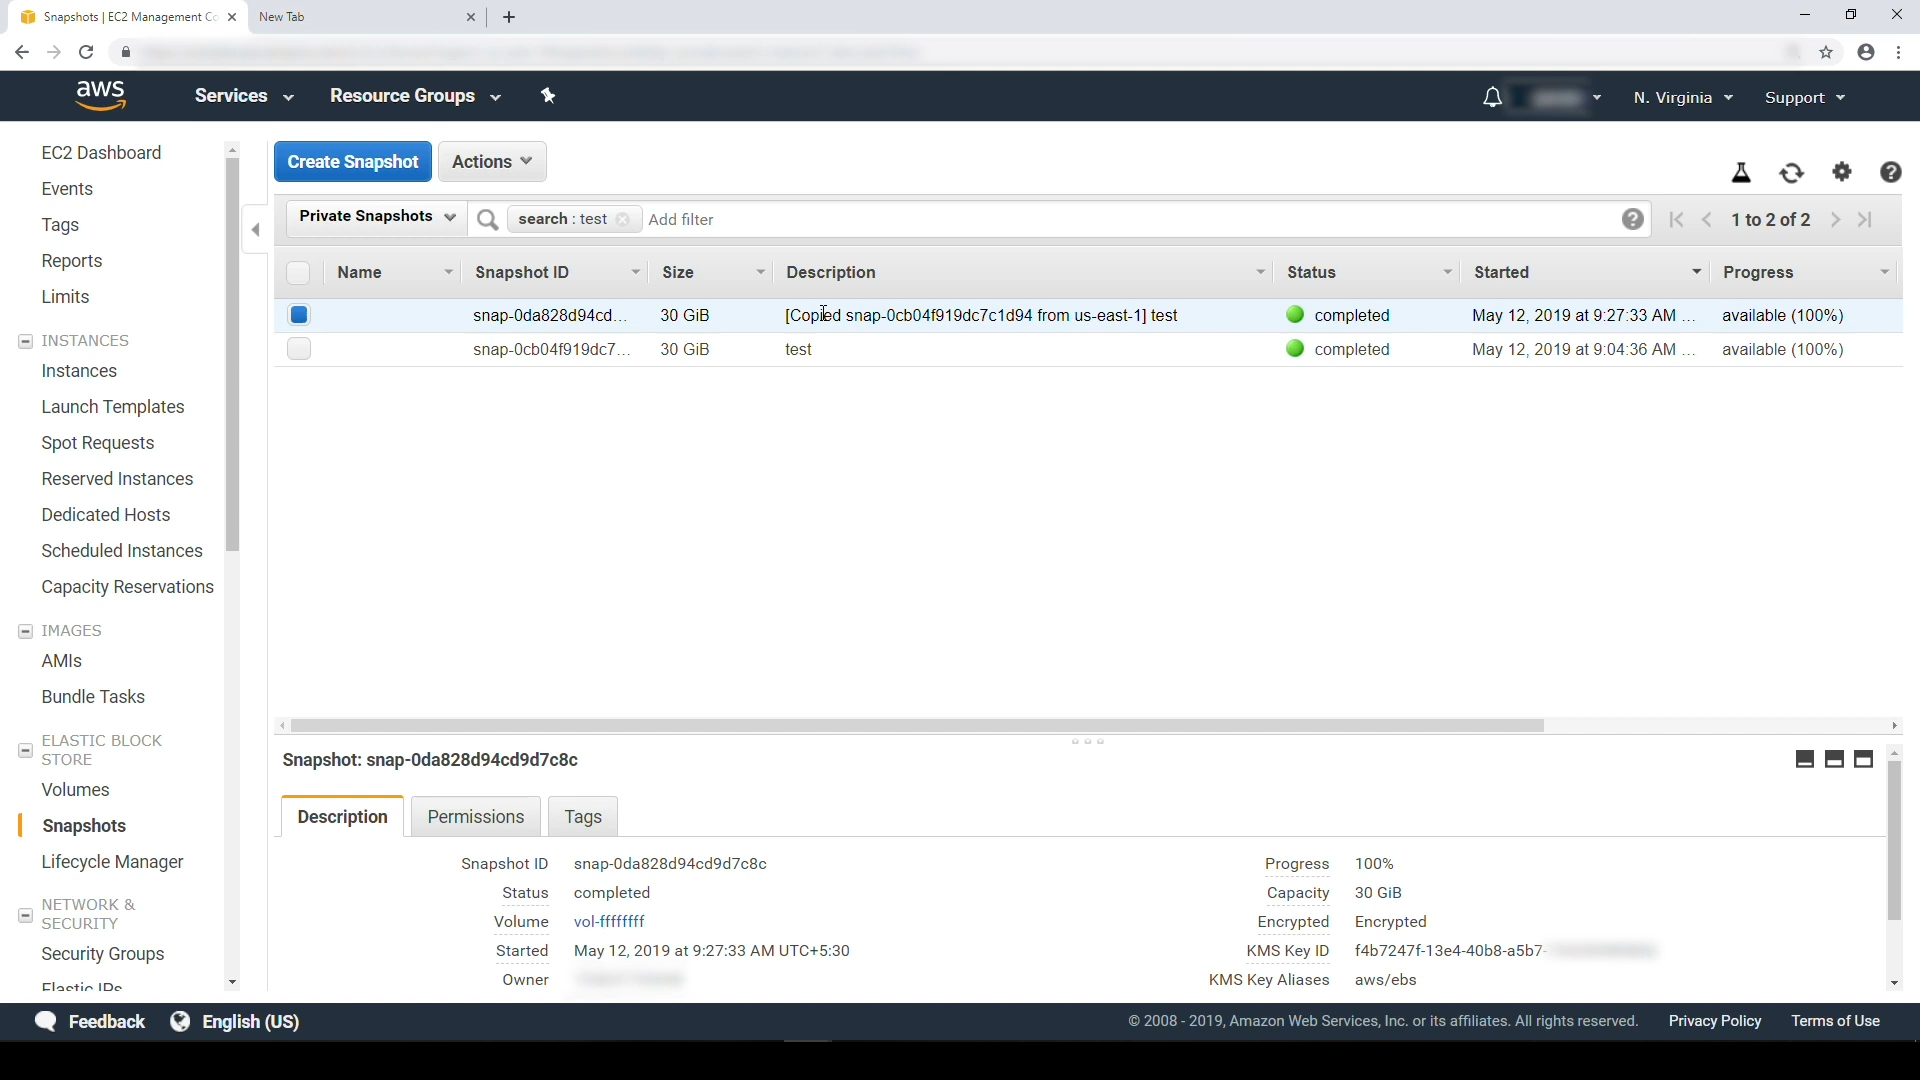 Snapshots | EC2 Management Co
New Tab
aws
Services
Resource Groups
N. Virginia
Support
EC2 Dashboard
Events
Tags
Reports
Limits
INSTANCES
Instances
Launch Templates
Spot Requests
Reserved Instances
Dedicated Hosts
Scheduled Instances
Capacity Reservations
IMAGES
AMIs
Bundle Tasks
ELASTIC BLOCK
STORE
Volumes
Snapshots
Lifecycle Manager
NETWORK &
SECURITY
Security Groups
Elastic IPs
Create Snapshot Actions
Private Snapshots search : test Add filter 1 to 2 of 2
Name Snapshot ID Size Description Status Started Progress
snap-0da828d94cd... 30 GiB [Copied snap-0cb04f919dc7c1d94 from us-east-1] test completed May 12, 2019 at 9:27:33 AM ... available (100%)
snap-0cb04f919dc7... 30 GiB test completed May 12, 2019 at 9:04:36 AM ... available (100%)
Snapshot: snap-0da828d94cd9d7c8c
Description Permissions Tags
Snapshot ID snap-0da828d94cd9d7c8c
Status completed
Volume vol-ffffffff
Started May 12, 2019 at 9:27:33 AM UTC+5:30
Owner
Progress 100%
Capacity 30 GiB
Encrypted Encrypted
KMS Key ID f4b7247f-13e4-40b8-a5b7-
KMS Key Aliases aws/ebs
Feedback English (US)
© 2008 - 2019, Amazon Web Services, Inc. or its affiliates. All rights reserved. Privacy Policy Terms of Use